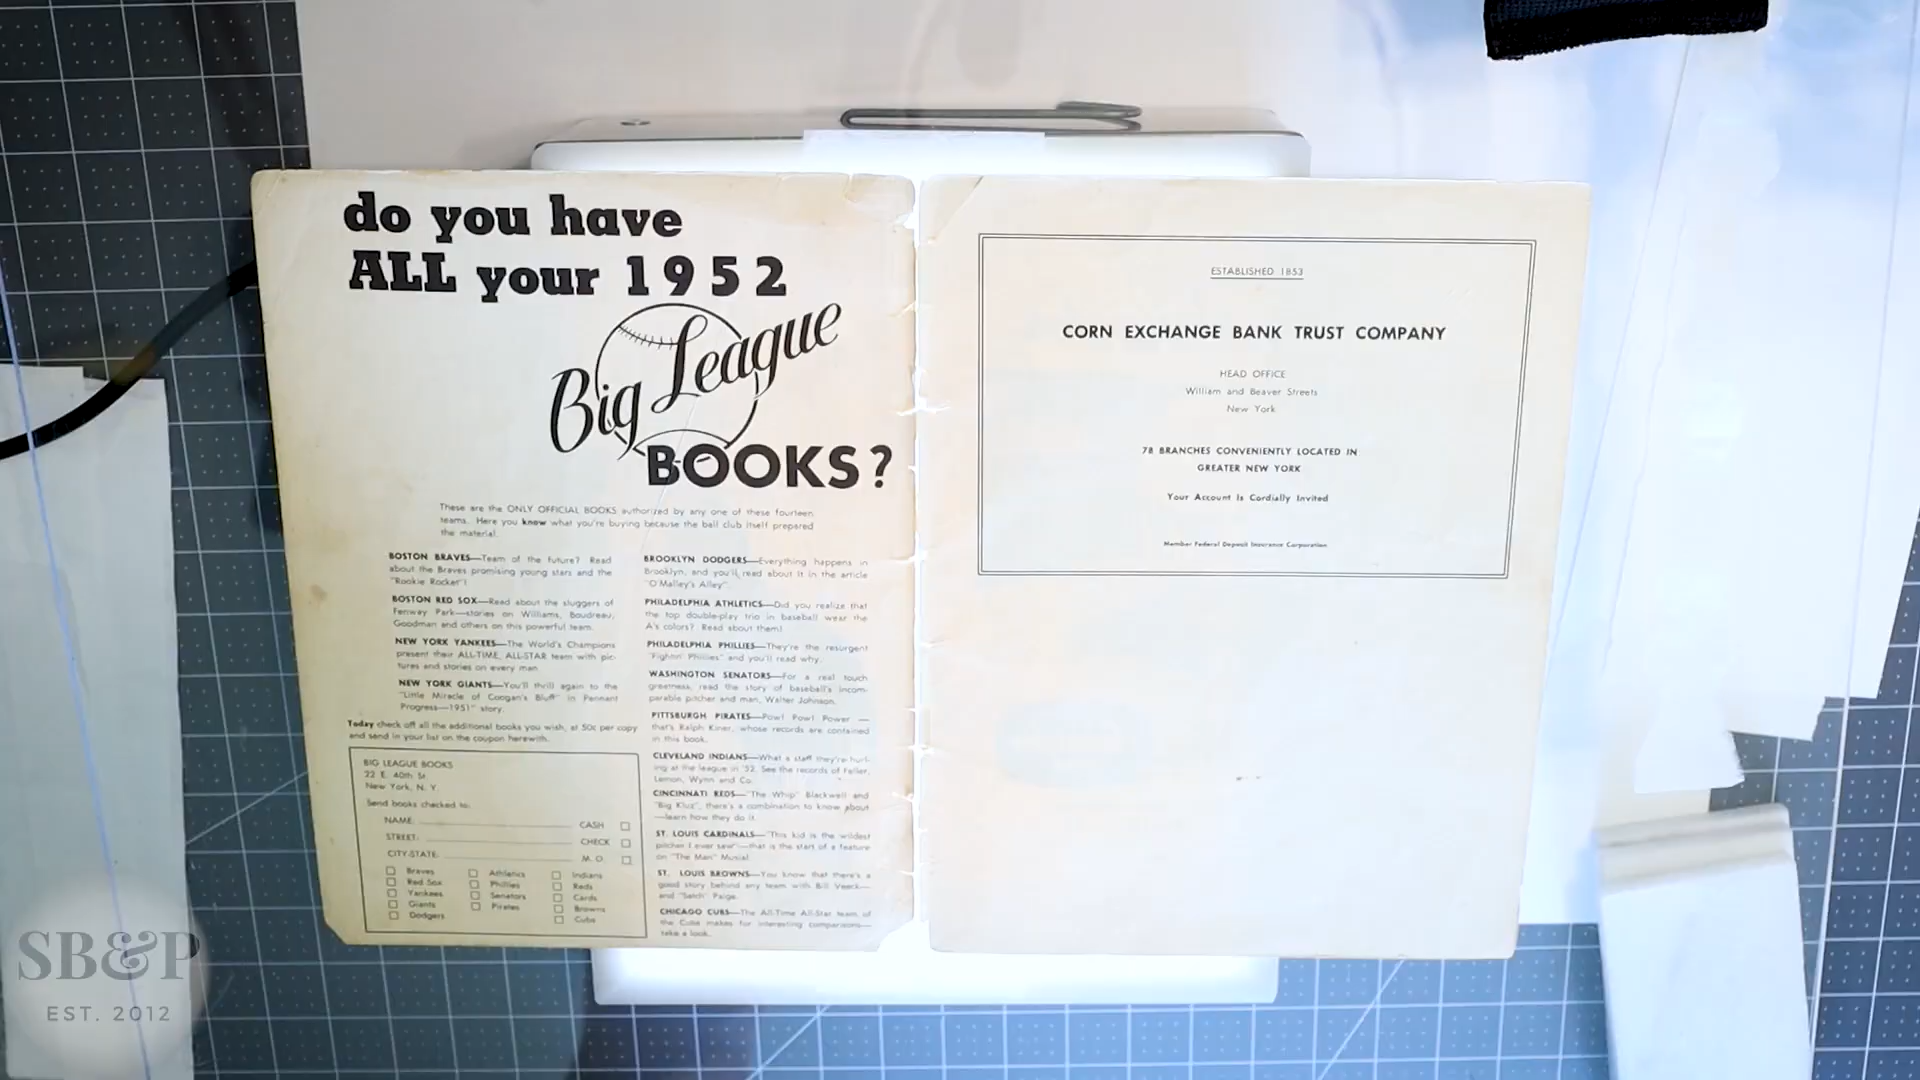 do you have
ALL your 1952
Big League
BOOKS?
These are the ONLY OFFICIAL BOOKS authorized by any one of these fourteen
teams. Here you know what you're buying because the ball club itself prepared
the material.
BOSTON BRAVES—Team of the future? Read
about the Braves promising young stars and the
"Rookie Rocket"!
BOSTON RED SOX—Read about the sluggers of
Fenway Park—stories on Williams, Boudreau,
Goodman and others on this powerful team.
NEW YORK YANKEES—The World's Champions
present their ALL-TIME, ALL-STAR team with pic-
tures and stories on every man.
NEW YORK GIANTS—You'll thrill again to the
"Little Miracle of Coogan's Bluff" in Pennant
Progress—1951" story.
Today check off all the additional books you wish, at 50c per copy
and send in your list on the coupon herewith.
BIG LEAGUE BOOKS
22 E. 40th St.
New York, N. Y.
Send books checked to:
NAME: CASH
STREET: CHECK
CITY-STATE: M. O.
Braves Athletics Indians
Red Sox Phillies Reds
Yankees Senators Cards
Giants Pirates Browns
Dodgers Cubs
BROOKLYN DODGERS—Everything happens in
Brooklyn, and you'll read about it in the article
"O'Malley's Alley"
PHILADELPHIA ATHLETICS—Did you realize that
the top double-play trio in baseball wear the
A's colors? Read about them!
PHILADELPHIA PHILLIES—They're the resurgent
"Fightin' Phillies" and you'll read why.
WASHINGTON SENATORS—For a real touch
greatness, read the story of baseball's incom-
parable pitcher and man, Walter Johnson.
PITTSBURGH PIRATES—Pow! Pow! Power —
that's Ralph Kiner, whose records are contained
in this book.
CLEVELAND INDIANS—What a staff they're hurl-
ing at the league in '52. See the records of Feller,
Lemon, Wynn and Co.
CINCINNATI REDS—"The Whip" Blackwell and
"Big Kluz", there's a combination to know about
—learn how they do it.
ST. LOUIS CARDINALS—"This kid is the wildest
pitcher I ever saw"—that is the start of a feature
on "The Man" Musial.
ST. LOUIS BROWNS—You know that there's a
good story behind any team with Bill Veeck—
and "Satch" Paige.
CHICAGO CUBS—The All-Time All-Star team of
the Cubs makes for interesting comparisons—
take a look.
ESTABLISHED 1853
CORN EXCHANGE BANK TRUST COMPANY
HEAD OFFICE
William and Beaver Streets
New York
78 BRANCHES CONVENIENTLY LOCATED IN
GREATER NEW YORK
Your Account Is Cordially Invited
Member Federal Deposit Insurance Corporation
SB&P
EST. 2012